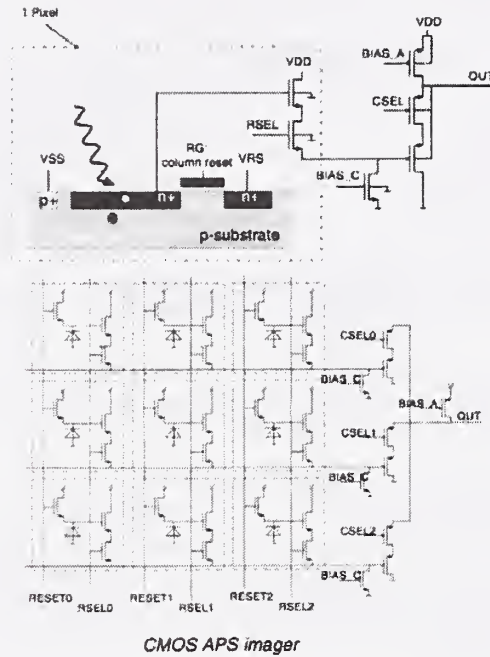 1 Pixel
VDD
BIAS_A
VDD
OUT
CSEL
RSEL
RG
column reset
VSS
VRS
BIAS_C
p+
n+
n+
p-substrate
CSEL0
BIAS_C
BIAS_A
OUT
CSEL1
BIAS_C
CSEL2
BIAS_C
RESET0
RSEL0
RESET1
RSEL1
RESET2
RSEL2
CMOS APS imager